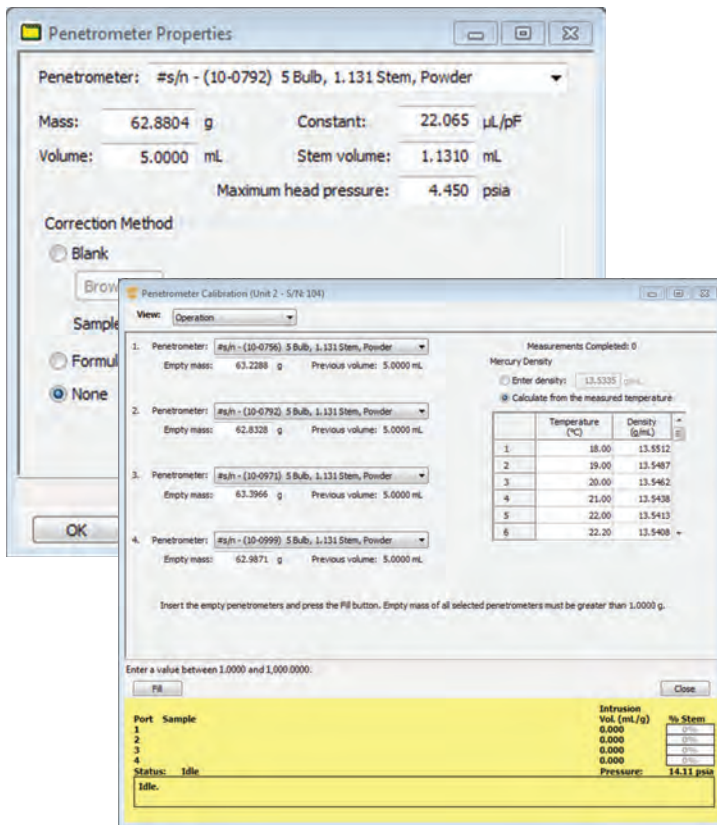 Penetrometer Properties
Penetrometer: #s/n - (10-0792) 5 Bulb, 1.131 Stem, Powder
Mass: 62.8804 g Constant: 22.065 µL/pF
Volume: 5.0000 mL Stem volume: 1.1310 mL
Maximum head pressure: 4.450 psia
Correction Method
Blank
Brow
Sample
Formul
None
OK
Penetrometer Calibration (Unit 2 - S/N: 104)
View: Operation
1. Penetrometer: #s/n - (10-0756) 5 Bulb, 1.131 Stem, Powder
Empty mass: 63.2288 g Previous volume: 5.0000 mL
2. Penetrometer: #s/n - (10-0792) 5 Bulb, 1.131 Stem, Powder
Empty mass: 62.8328 g Previous volume: 5.0000 mL
3. Penetrometer: #s/n - (10-0971) 5 Bulb, 1.131 Stem, Powder
Empty mass: 63.3966 g Previous volume: 5.0000 mL
4. Penetrometer: #s/n - (10-0999) 5 Bulb, 1.131 Stem, Powder
Empty mass: 62.9871 g Previous volume: 5.0000 mL
Measurements Completed: 0
Mercury Density
Enter density: 13.5335 g/mL
Calculate from the measured temperature
Temperature (°C) Density (g/mL)
1 18.00 13.5512
2 19.00 13.5487
3 20.00 13.5462
4 21.00 13.5438
5 22.00 13.5413
6 22.20 13.5408
Insert the empty penetrometers and press the Fill button. Empty mass of all selected penetrometers must be greater than 1.0000 g.
Enter a value between 1.0000 and 1,000.0000.
Fill Close
Port Sample Intrusion Vol. (mL/g) % Stem
1 0.000 0%
2 0.000 0%
3 0.000 0%
4 0.000 0%
Status: Idle Pressure: 14.11 psia
Idle.